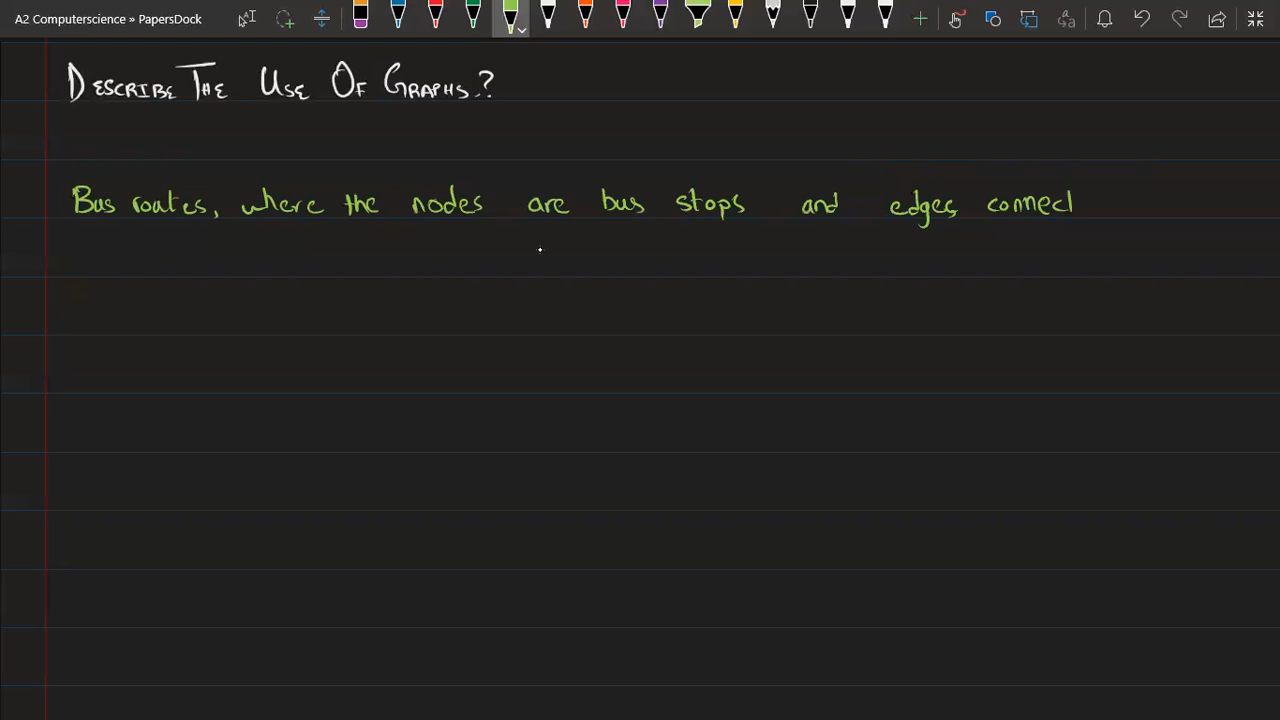 A2 Computerscience » PapersDock
DESCRIBE THE USE OF GRAPHS.?
Bus routes, where the nodes are bus stops and edges connect